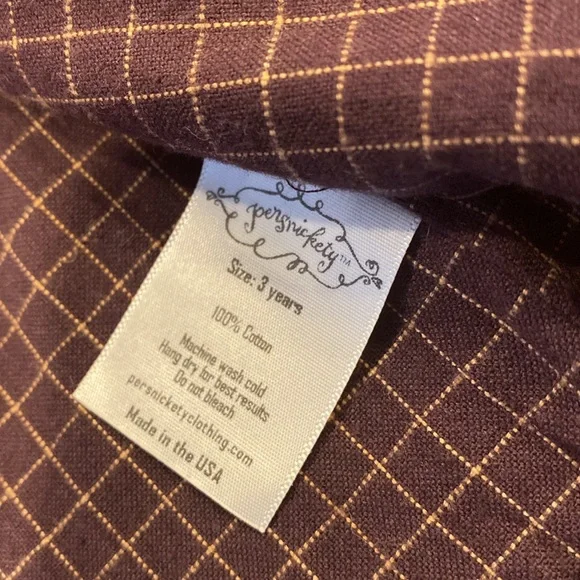 persnickety™
Size: 3 years
100% Cotton
Machine wash cold
Hang dry for best results
Do not bleach
persnicketyclothing.com
Made in the USA